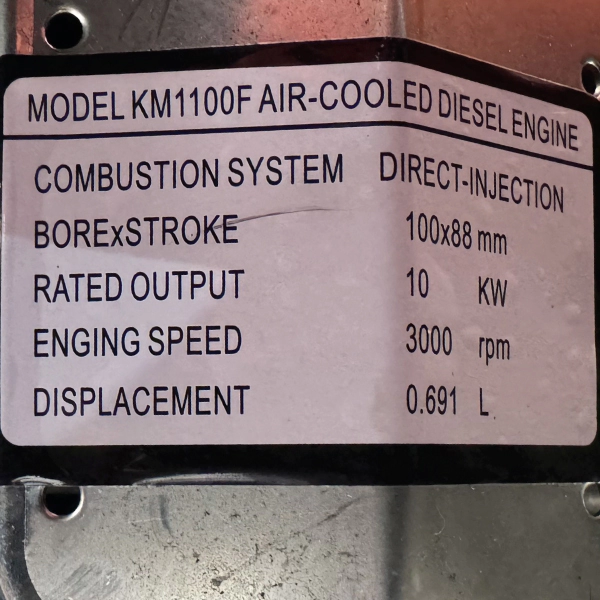 MODEL KM1100F AIR-COOLED DIESEL ENGINE
COMBUSTION SYSTEM DIRECT-INJECTION
BORExSTROKE 100x88 mm
RATED OUTPUT 10 KW
ENGING SPEED 3000 rpm
DISPLACEMENT 0.691 L